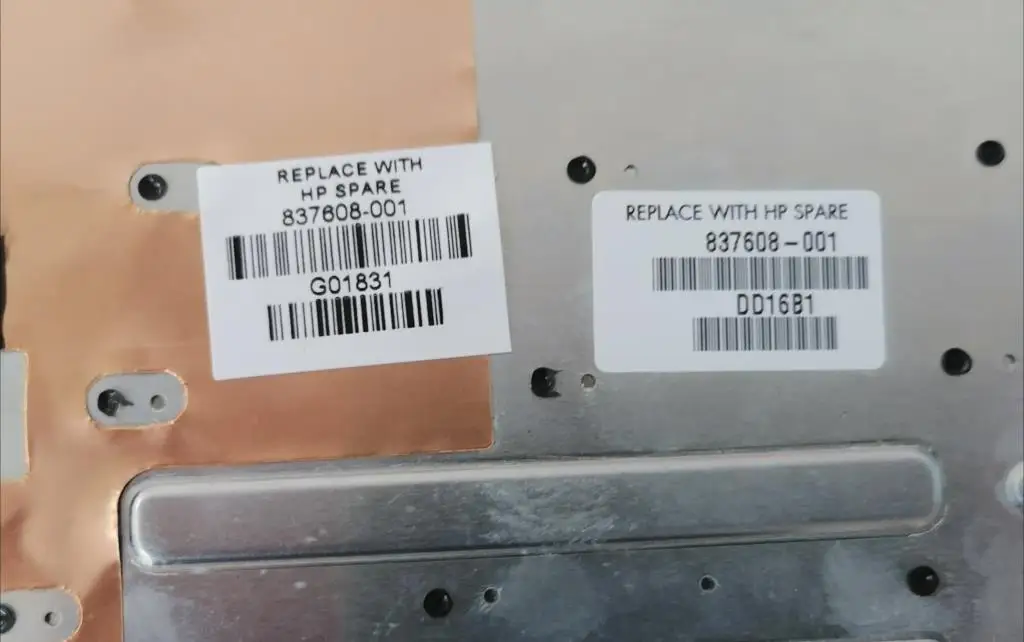 REPLACE WITH
HP SPARE
837608-001
G01831
REPLACE WITH HP SPARE
837608-001
DD16B1